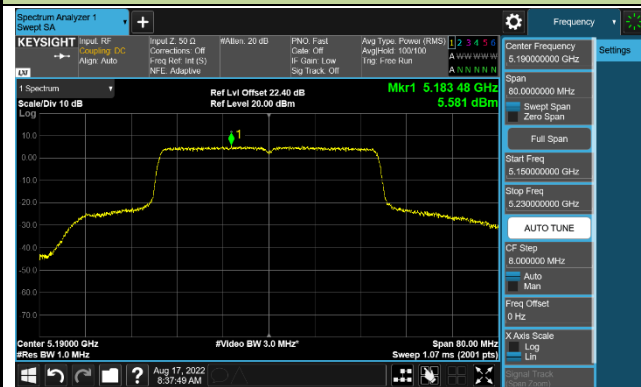 Spectrum Analyzer 1
Swept SA
Frequency
KEYSIGHT
Input: RF
Coupling: DC
Align: Auto
Input Z: 50 Ω
Corrections: Off
Freq Ref: Int (S)
NFE: Adaptive
#Atten: 20 dB
PNO: Fast
Gate: Off
IF Gain: Low
Sig Track: Off
Avg Type: Power (RMS)
Avg|Hold: 100/100
Trig: Free Run
1 2 3 4 5 6
A W W W W W
A N N N N N
LXI
1 Spectrum
Scale/Div 10 dB
Log
Ref Lvl Offset 22.40 dB
Ref Level 20.00 dBm
Mkr1 5.183 48 GHz
5.581 dBm
1
10.0
0.00
10.0
20.0
30.0
40.0
-50.0
60.0
70.0
Center 5.19000 GHz
#Res BW 1.0 MHz
#Video BW 3.0 MHz*
Span 80.00 MHz
Sweep 1.07 ms (2001 pts)
Aug 17, 2022
8:37:49 AM
Center Frequency
5.190000000 GHz
Settings
Span
80.0000000 MHz
Swept Span
Zero Span
Full Span
Start Freq
5.150000000 GHz
Stop Freq
5.230000000 GHz
AUTO TUNE
CF Step
8.000000 MHz
Auto
Man
Freq Offset
0 Hz
X Axis Scale
Log
Lin
Signal Track
(Span Zoom)